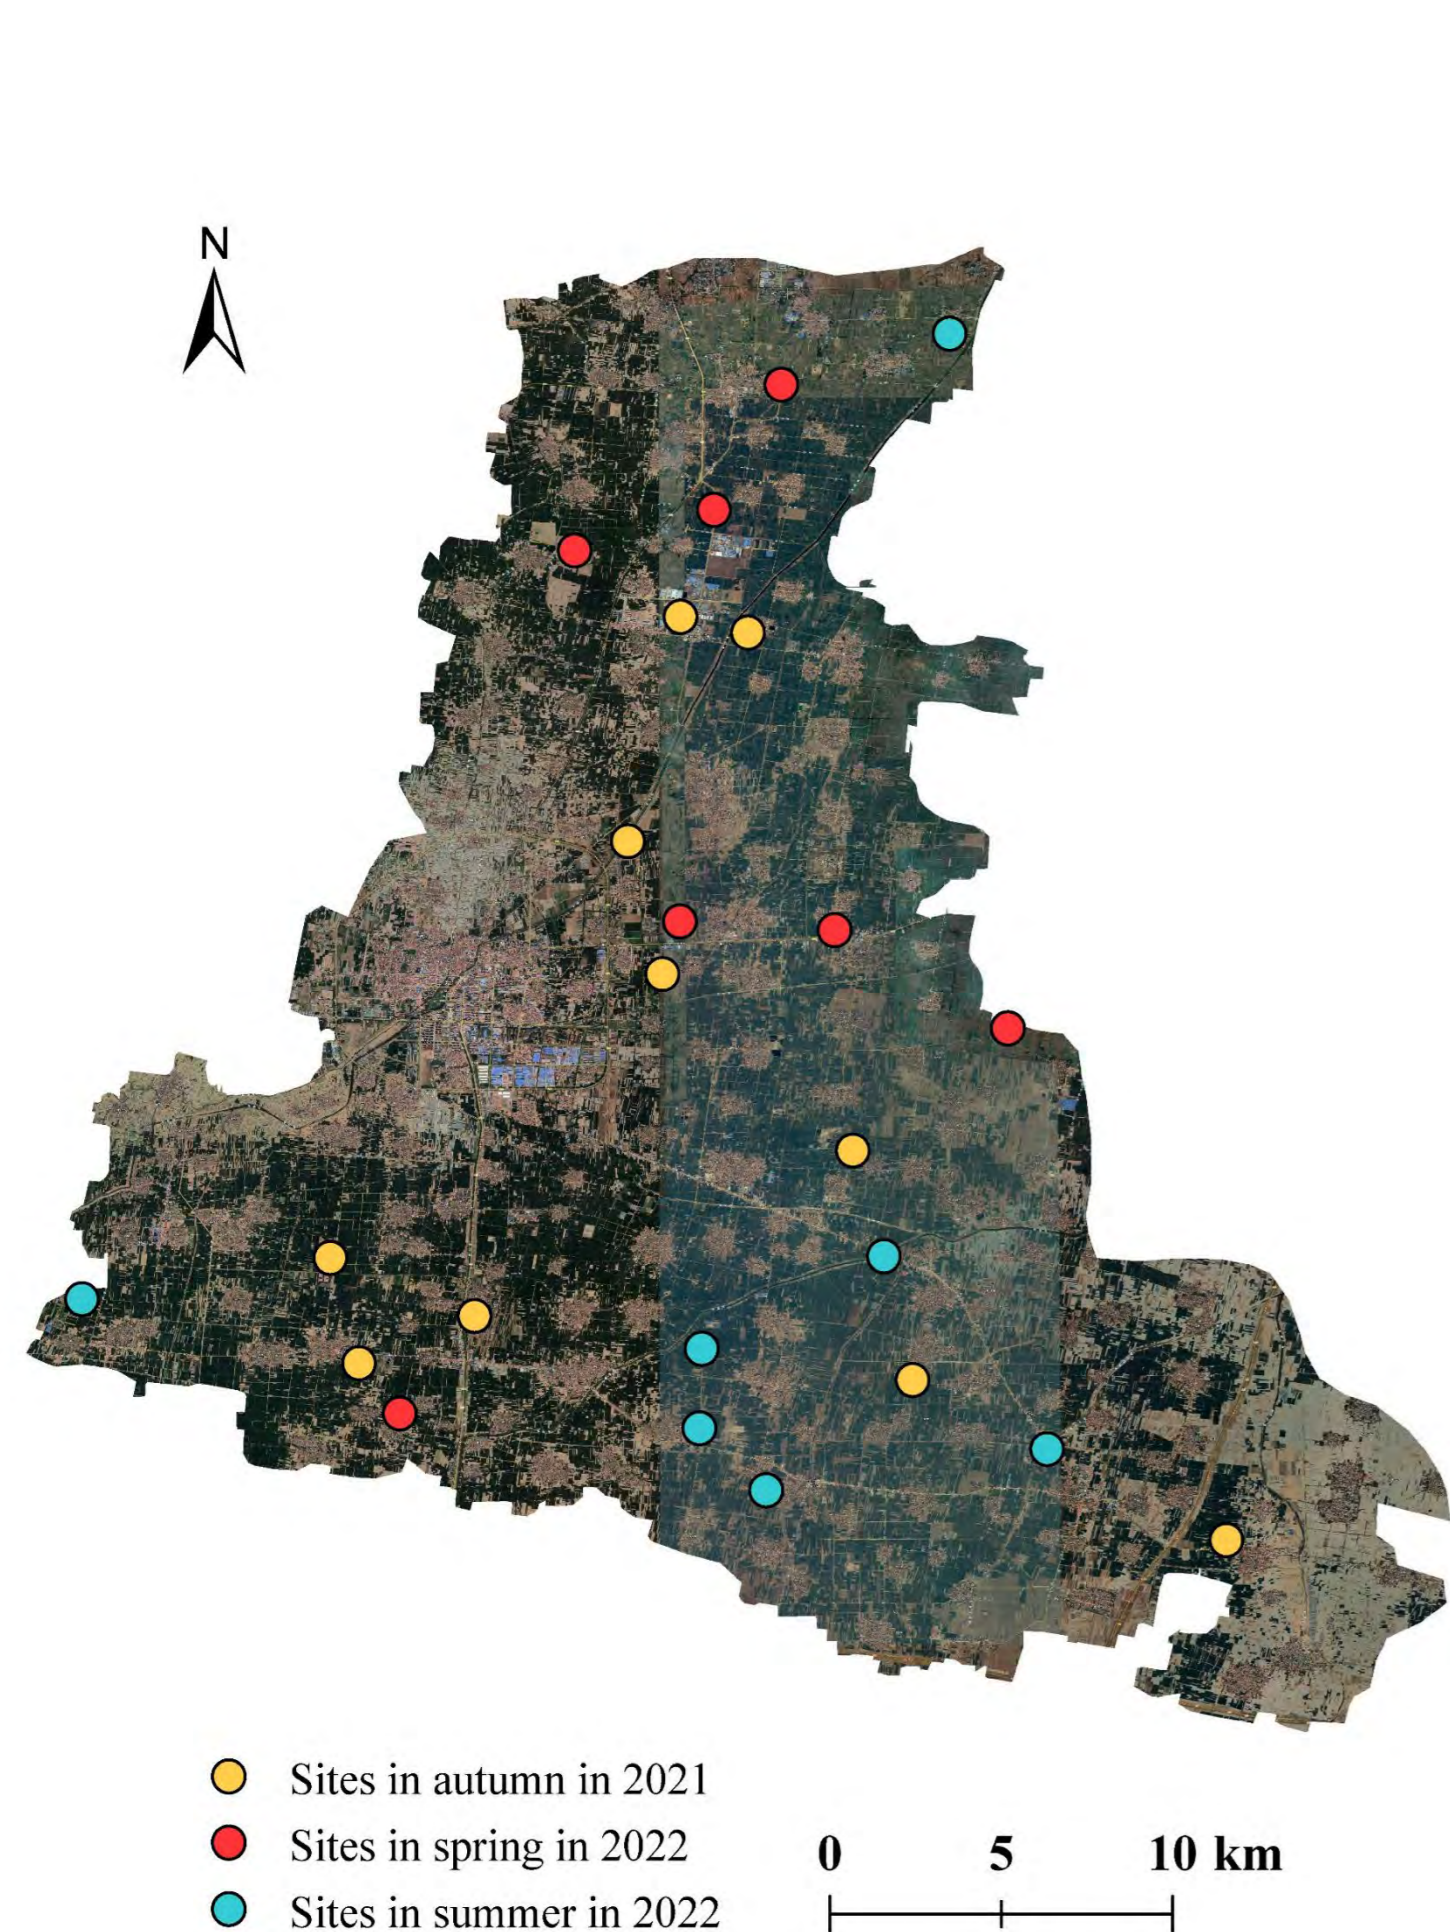 N
Sites in autumn in 2021
Sites in spring in 2022
Sites in summer in 2022
0 5 10 km